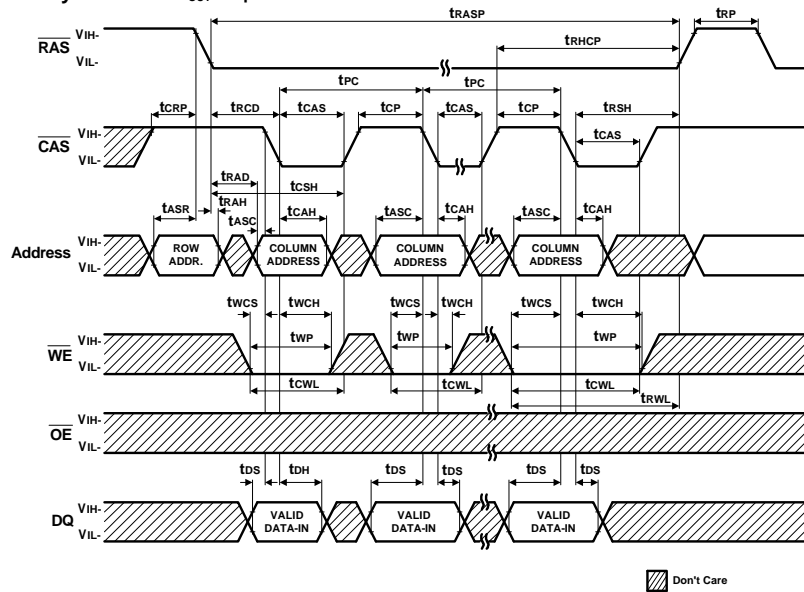 tRASP
tRP
RAS
VIH-
VIL-
tRHCP
tPC
tPC
tCRP
tRCD
tCAS
tCP
tCAS
tCP
tRSH
CAS
VIH-
VIL-
tCAS
tRAD
tCSH
tASR
tRAH
tASC
tCAH
tASC
tCAH
tASC
tCAH
Address
VIH-
VIL-
ROW
ADDR.
COLUMN
ADDRESS
COLUMN
ADDRESS
COLUMN
ADDRESS
tWCS
tWCH
tWCS
tWCH
tWCS
tWCH
WE
VIH-
VIL-
tWP
tWP
tWP
tCWL
tCWL
tCWL
tRWL
OE
VIH-
VIL-
tDS
tDH
tDS
tDS
tDS
tDS
DQ
VIH-
VIL-
VALID
DATA-IN
VALID
DATA-IN
VALID
DATA-IN
Don't Care